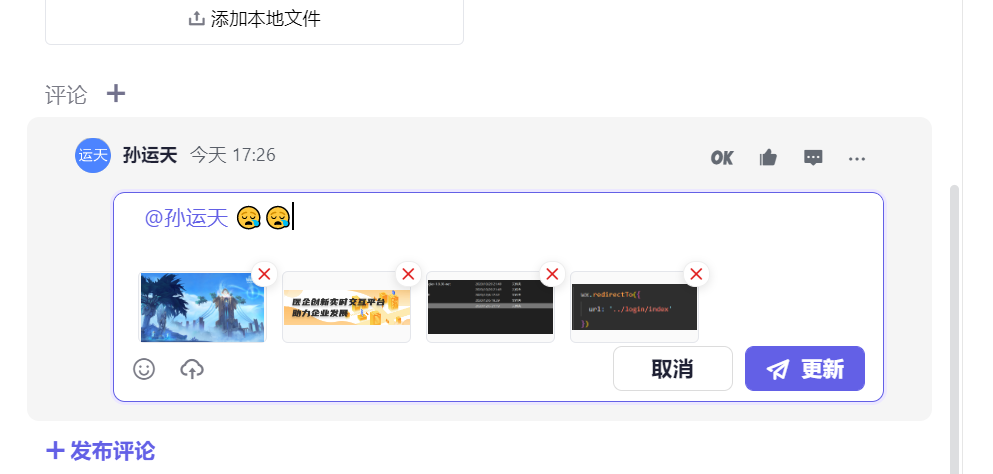 添加本地文件
评论
运天 孙运天 今天 17:26 OK
@孙运天 😪😪
医企创新实时交互平台
助力企业发展
wx.redirectTo({
url: '../login/index'
})
取消 更新
发布评论